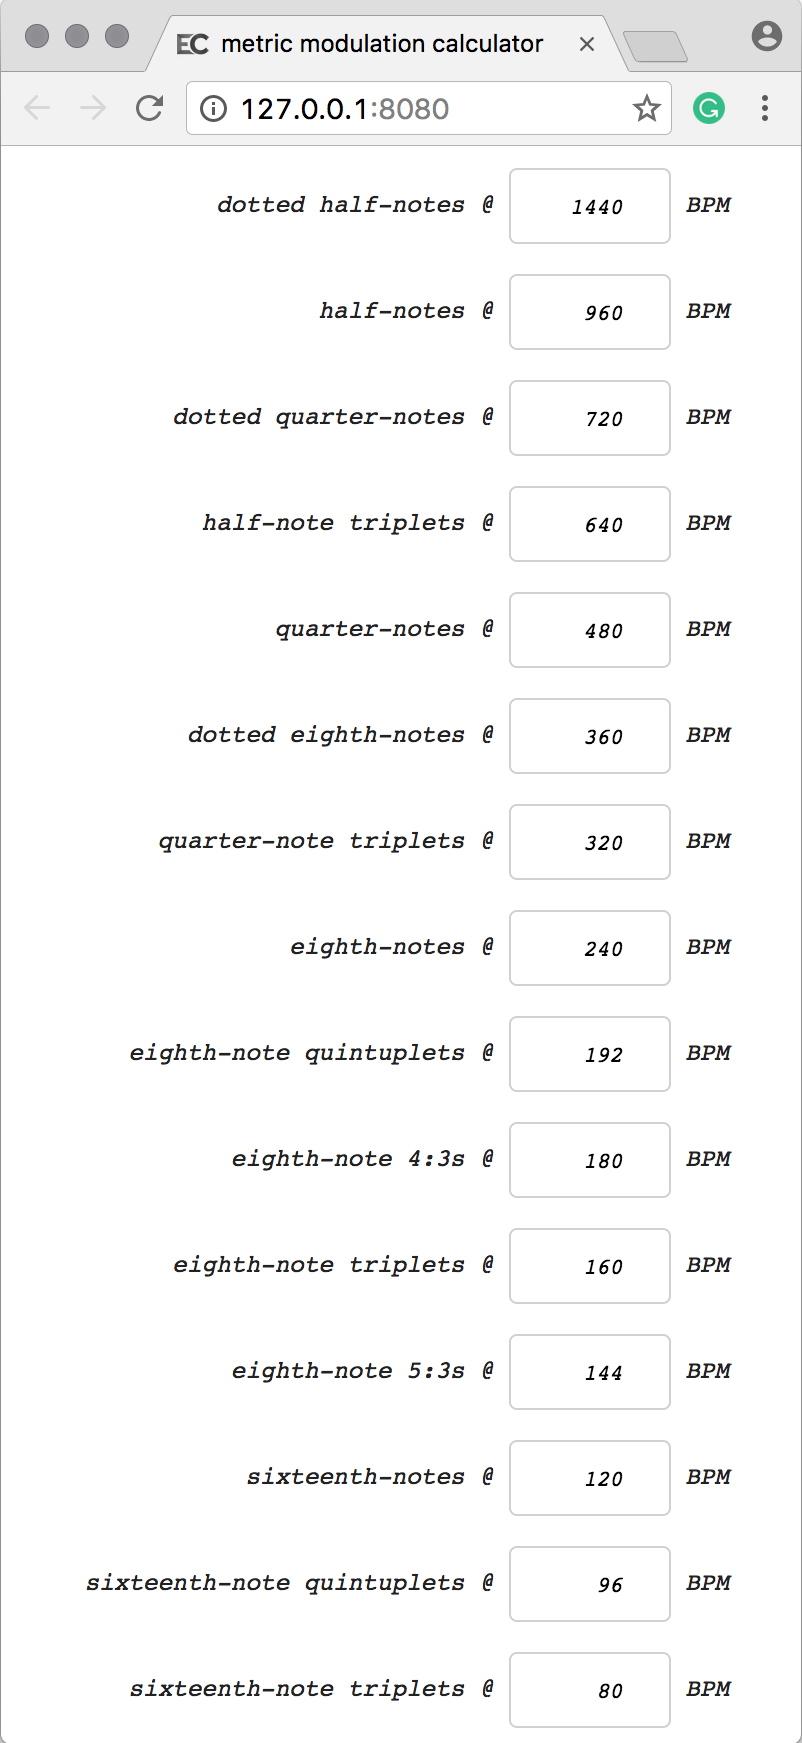 EC metric modulation calculator
127.0.0.1:8080
dotted half-notes @ 1440 BPM
half-notes @ 960 BPM
dotted quarter-notes @ 720 BPM
half-note triplets @ 640 BPM
quarter-notes @ 480 BPM
dotted eighth-notes @ 360 BPM
quarter-note triplets @ 320 BPM
eighth-notes @ 240 BPM
eighth-note quintuplets @ 192 BPM
eighth-note 4:3s @ 180 BPM
eighth-note triplets @ 160 BPM
eighth-note 5:3s @ 144 BPM
sixteenth-notes @ 120 BPM
sixteenth-note quintuplets @ 96 BPM
sixteenth-note triplets @ 80 BPM